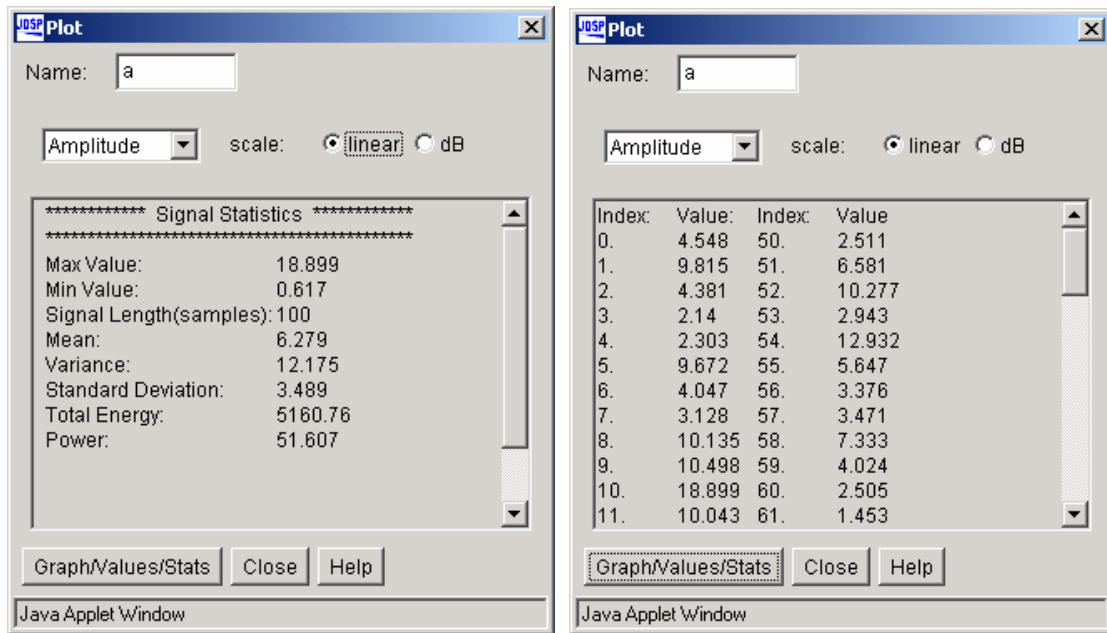 JDSP Plot
Name: a
Amplitude scale: linear dB
************* Signal Statistics *************
**********************************************
Max Value: 18.899
Min Value: 0.617
Signal Length(samples): 100
Mean: 6.279
Variance: 12.175
Standard Deviation: 3.489
Total Energy: 5160.76
Power: 51.607
Graph/Values/Stats Close Help
Java Applet Window
JDSP Plot
Name: a
Amplitude scale: linear dB
Index: Value: Index: Value
0. 4.548 50. 2.511
1. 9.815 51. 6.581
2. 4.381 52. 10.277
3. 2.14 53. 2.943
4. 2.303 54. 12.932
5. 9.672 55. 5.647
6. 4.047 56. 3.376
7. 3.128 57. 3.471
8. 10.135 58. 7.333
9. 10.498 59. 4.024
10. 18.899 60. 2.505
11. 10.043 61. 1.453
Graph/Values/Stats Close Help
Java Applet Window